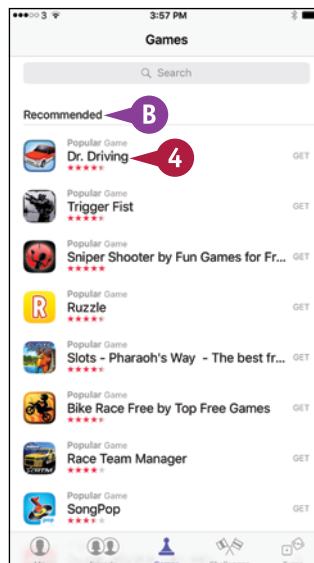 3 3:57 PM
Games
Search
Recommended B
Popular Game
Dr. Driving 4
GET
Popular Game
Trigger Fist
GET
Popular Game
Sniper Shooter by Fun Games for Fr...
GET
R
Popular Game
Ruzzle
GET
Popular Game
Slots - Pharaoh's Way - The best fr...
GET
Popular Game
Bike Race Free by Top Free Games
GET
Popular Game
Race Team Manager
GET
pop
Popular Game
SongPop
GET